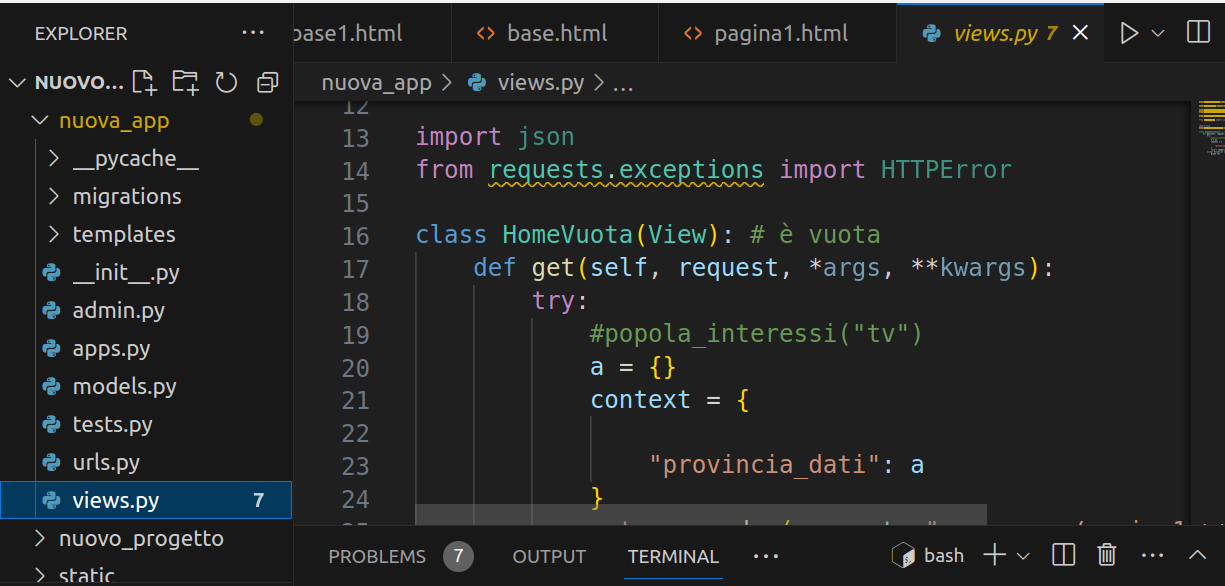 EXPLORER ...
base1.html
base.html
pagina1.html
views.py 7
NUOVO...
nuova_app > views.py > ...
nuova_app
__pycache__
migrations
templates
__init__.py
admin.py
apps.py
models.py
tests.py
urls.py
views.py 7
nuovo_progetto
static
12
13 import json
14 from requests.exceptions import HTTPError
15
16 class HomeVuota(View): # è vuota
17 def get(self, request, *args, **kwargs):
18 try:
19 #popola_interessi("tv")
20 a = {}
21 context = {
22
23 "provincia_dati": a
24 }
PROBLEMS 7 OUTPUT TERMINAL ... bash ...